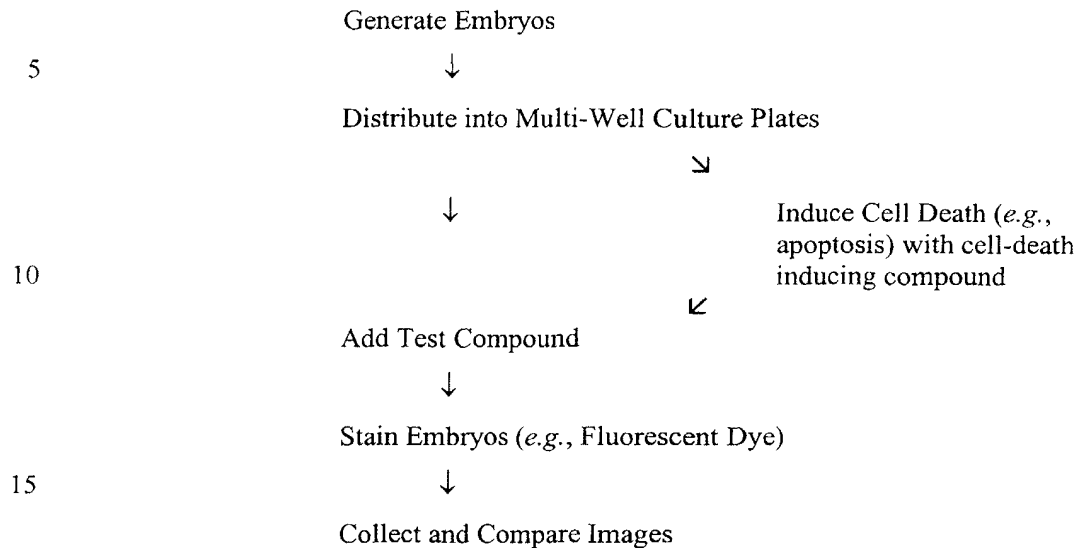 Generate Embryos
5 ↓
Distribute into Multi-Well Culture Plates
↘
↓ Induce Cell Death (e.g.,
apoptosis) with cell-death
10 inducing compound
↙
Add Test Compound
↓
Stain Embryos (e.g., Fluorescent Dye)
15 ↓
Collect and Compare Images